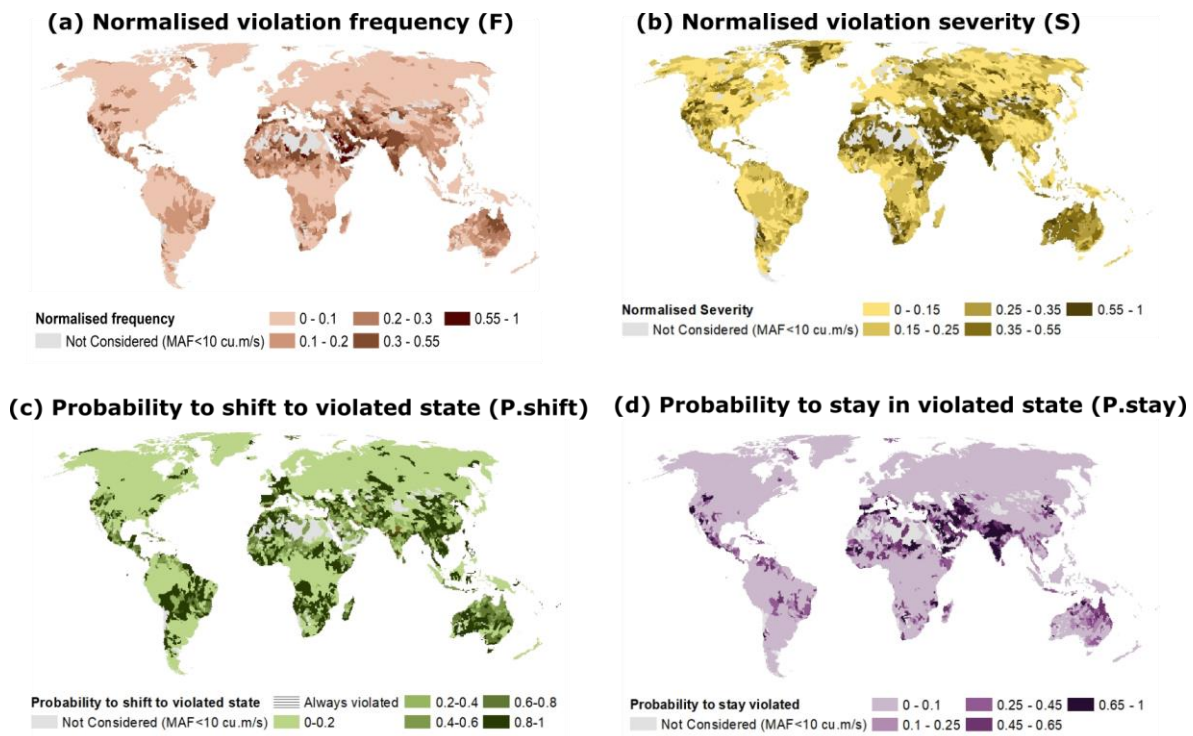 (a) Normalised violation frequency (F)
(b) Normalised violation severity (S)
Normalised frequency
0 - 0.1
0.2 - 0.3
0.55 - 1
Not Considered (MAF<10 cu.m/s)
0.1 - 0.2
0.3 - 0.55
Normalised Severity
0 - 0.15
0.25 - 0.35
0.55 - 1
Not Considered (MAF<10 cu.m/s)
0.15 - 0.25
0.35 - 0.55
(c) Probability to shift to violated state (P.shift)
(d) Probability to stay in violated state (P.stay)
Probability to shift to violated state
Always violated
0.2-0.4
0.6-0.8
Not Considered (MAF<10 cu.m/s)
0-0.2
0.4-0.6
0.8-1
Probability to stay violated
0 - 0.1
0.25 - 0.45
0.65 - 1
Not Considered (MAF<10 cu.m/s)
0.1 - 0.25
0.45 - 0.65